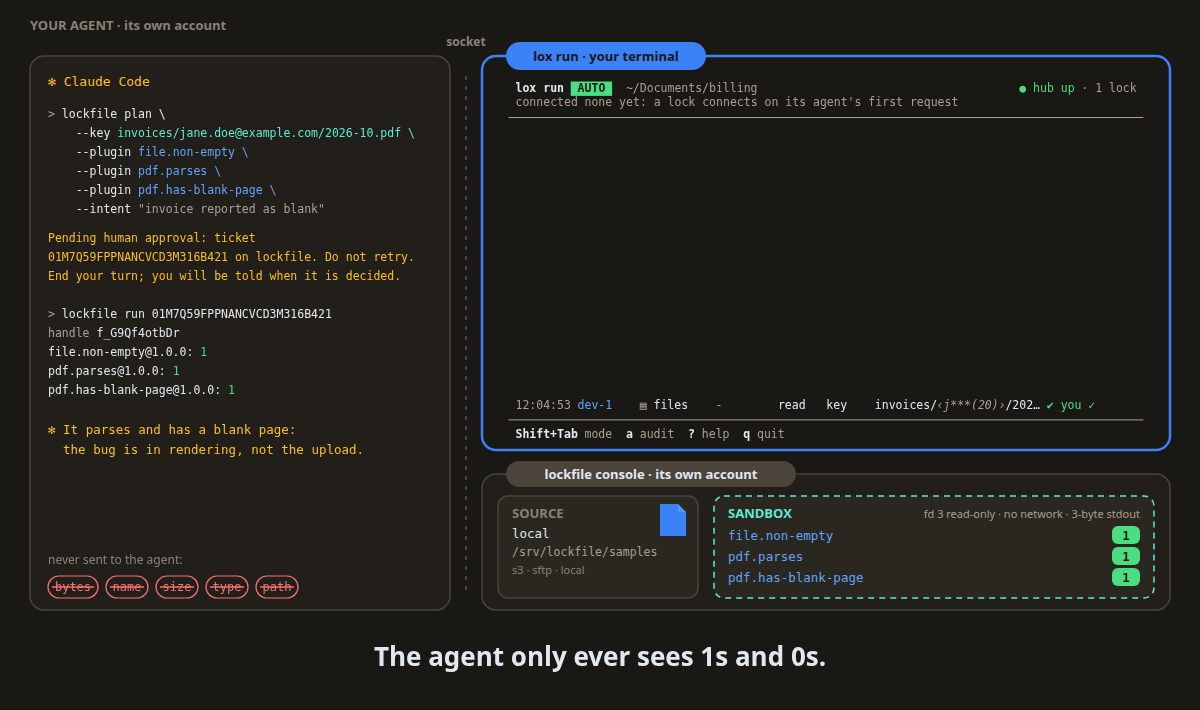 YOUR AGENT · its own account
socket
✻ Claude Code
> lockfile plan \
--key invoices/jane.doe@example.com/2026-10.pdf \
--plugin file.non-empty \
--plugin pdf.parses \
--plugin pdf.has-blank-page \
--intent "invoice reported as blank"
Pending human approval: ticket
01M7Q59FPPNANCVCD3M316B421 on lockfile. Do not retry.
End your turn; you will be told when it is decided.
> lockfile run 01M7Q59FPPNANCVCD3M316B421
handle f_G9Qf4otbDr
file.non-empty@1.0.0: 1
pdf.parses@1.0.0: 1
pdf.has-blank-page@1.0.0: 1
✻ It parses and has a blank page:
the bug is in rendering, not the upload.
never sent to the agent:
bytes name size type path
lox run · your terminal
lox run AUTO ~/Documents/billing ● hub up · 1 lock
connected none yet: a lock connects on its agent's first request
12:04:53 dev-1 ▤ files - read key invoices/‹j***(20)›/202… ✔ you ✓
Shift+Tab mode a audit ? help q quit
lockfile console · its own account
SOURCE
local
/srv/lockfile/samples
s3 · sftp · local
SANDBOX fd 3 read-only · no network · 3-byte stdout
file.non-empty 1
pdf.parses 1
pdf.has-blank-page 1
The agent only ever sees 1s and 0s.